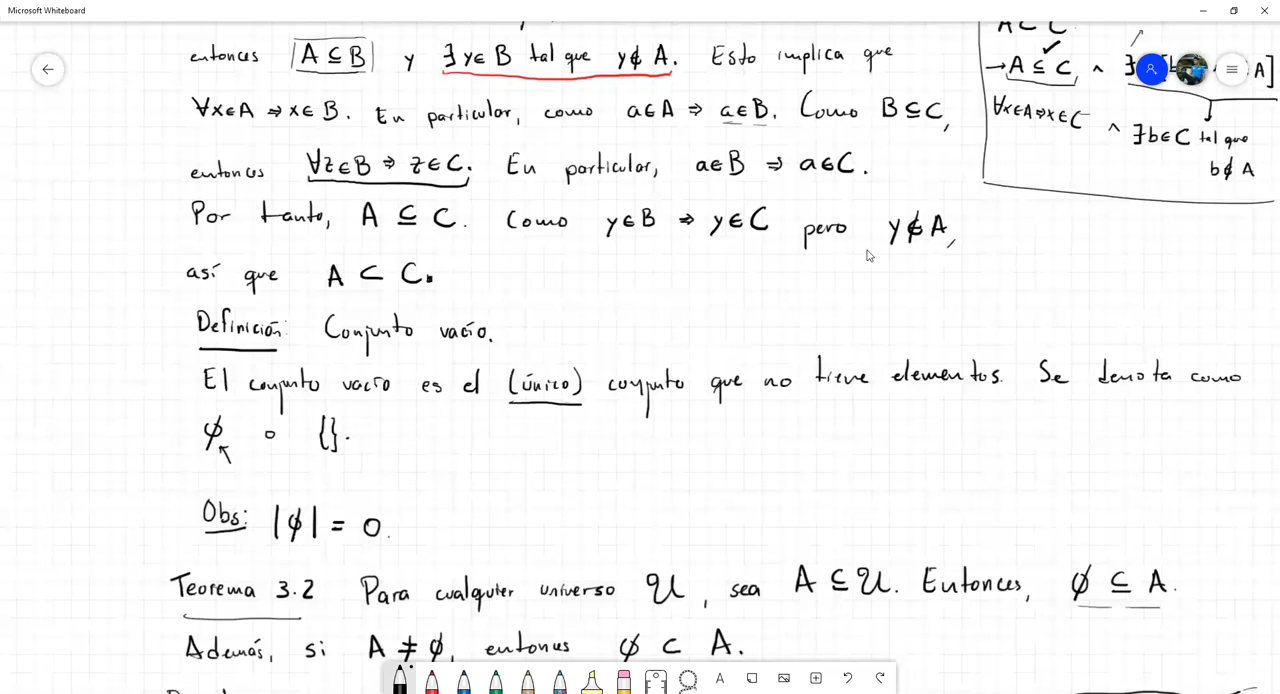 Microsoft Whiteboard
entonces A ⊆ B y ∃ y ∈ B tal que y ∉ A. Esto implica que
∀x∈A ⇒ x∈B. En particular, como a∈A ⇒ a∈B. Como B⊆C,
entonces ∀z∈B ⇒ z∈C. En particular, a∈B ⇒ a∈C.
Por tanto, A ⊆ C. Como y∈B ⇒ y∈C pero y∉A,
así que A ⊂ C.
→ A ⊆ C ∧ ∃ A]
∀x∈A⇒x∈C ∧ ∃b∈C tal que
b∉A
Definición: Conjunto vacío.
El conjunto vacío es el (único) conjunto que no tiene elementos. Se denota como
∅ o {}.
Obs: |∅| = 0.
Teorema 3.2 Para cualquier universo U, sea A ⊆ U. Entonces, ∅ ⊆ A.
Además, si A ≠ ∅, entonces ∅ ⊂ A.